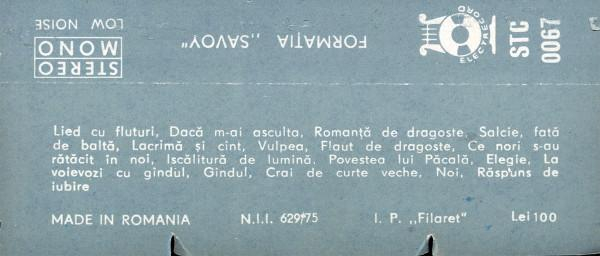 STEREO
MONO
LOW NOISE
FORMAȚIA „SAVOY"
ELECTRECORD
STC
0067
Lied cu fluturi, Dacă m-ai asculta, Romanță de dragoste, Salcie, fată
de baltă, Lacrimă și cînt, Vulpea, Flaut de dragoste, Ce nori s-au
rătăcit în noi, Iscălitură de lumină. Povestea lui Păcală, Elegie, La
voievozi cu gîndul, Gîndul, Crai de curte veche, Noi, Răspuns de
iubire
MADE IN ROMANIA N.I.I. 629/75 I. P. „Filaret" Lei 100